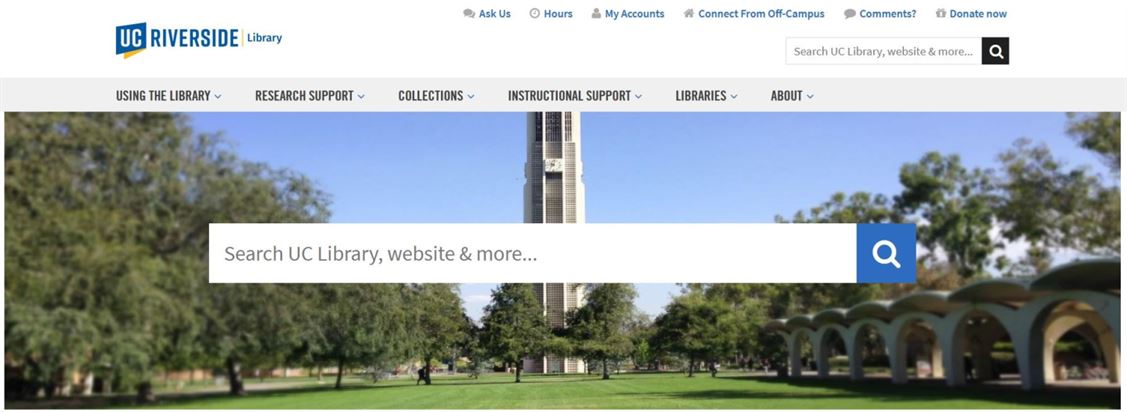 Ask Us Hours My Accounts Connect From Off-Campus Comments? Donate now
UC RIVERSIDE Library
Search UC Library, website & more...
USING THE LIBRARY RESEARCH SUPPORT COLLECTIONS INSTRUCTIONAL SUPPORT LIBRARIES ABOUT
Search UC Library, website & more...